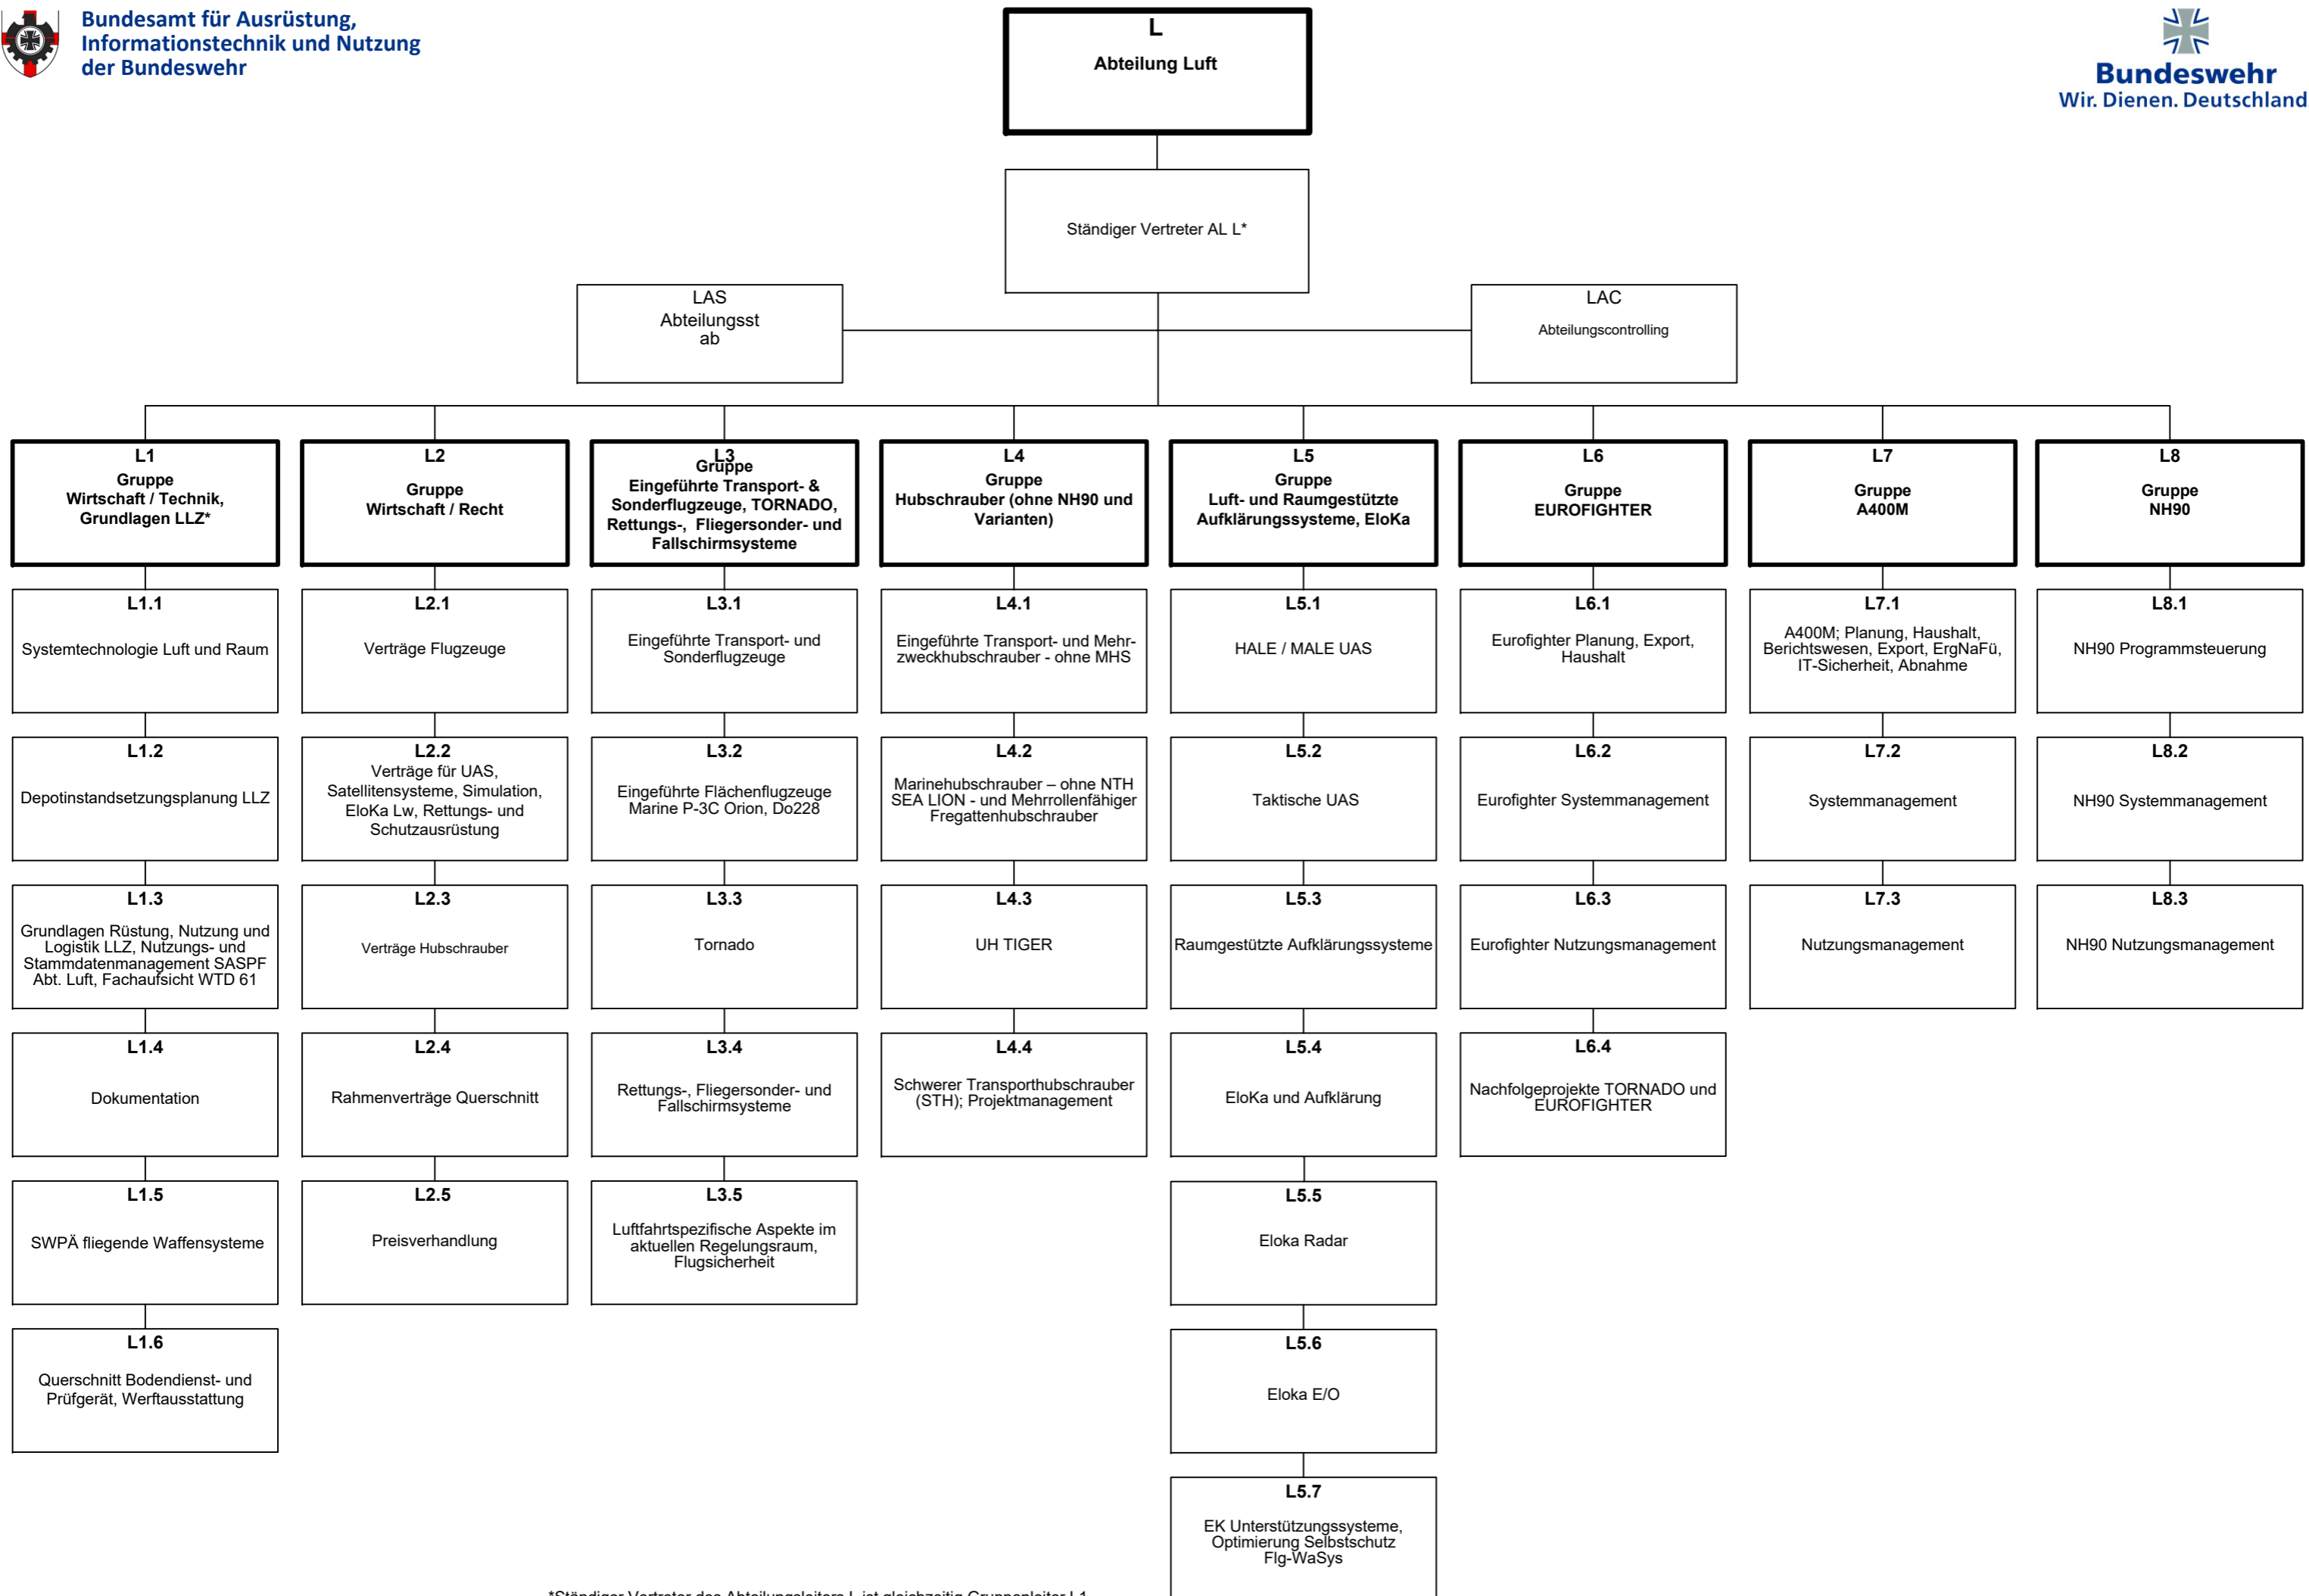 Bundesamt für Ausrüstung,
Informationstechnik und Nutzung
der Bundeswehr
Bundeswehr
Wir. Dienen. Deutschland
L
Abteilung Luft
Ständiger Vertreter AL L*
LAS
Abteilungsst
ab
LAC
Abteilungscontrolling
L1
Gruppe
Wirtschaft / Technik,
Grundlagen LLZ*
L2
Gruppe
Wirtschaft / Recht
L3
Gruppe
Eingeführte Transport- &
Sonderflugzeuge, TORNADO,
Rettungs-, Fliegersonder- und
Fallschirmsysteme
L4
Gruppe
Hubschrauber (ohne NH90 und
Varianten)
L5
Gruppe
Luft- und Raumgestützte
Aufklärungssysteme, EloKa
L6
Gruppe
EUROFIGHTER
L7
Gruppe
A400M
L8
Gruppe
NH90
L1.1
Systemtechnologie Luft und Raum
L2.1
Verträge Flugzeuge
L3.1
Eingeführte Transport- und
Sonderflugzeuge
L4.1
Eingeführte Transport- und Mehr-
zweckhubschrauber - ohne MHS
L5.1
HALE / MALE UAS
L6.1
Eurofighter Planung, Export,
Haushalt
L7.1
A400M; Planung, Haushalt,
Berichtswesen, Export, ErgNaFü,
IT-Sicherheit, Abnahme
L8.1
NH90 Programmsteuerung
L1.2
Depotinstandsetzungsplanung LLZ
L2.2
Verträge für UAS,
Satellitensysteme, Simulation,
EloKa Lw, Rettungs- und
Schutzausrüstung
L3.2
Eingeführte Flächenflugzeuge
Marine P-3C Orion, Do228
L4.2
Marinehubschrauber – ohne NTH
SEA LION - und Mehrrollenfähiger
Fregattenhubschrauber
L5.2
Taktische UAS
L6.2
Eurofighter Systemmanagement
L7.2
Systemmanagement
L8.2
NH90 Systemmanagement
L1.3
Grundlagen Rüstung, Nutzung und
Logistik LLZ, Nutzungs- und
Stammdatenmanagement SASPF
Abt. Luft, Fachaufsicht WTD 61
L2.3
Verträge Hubschrauber
L3.3
Tornado
L4.3
UH TIGER
L5.3
Raumgestützte Aufklärungssysteme
L6.3
Eurofighter Nutzungsmanagement
L7.3
Nutzungsmanagement
L8.3
NH90 Nutzungsmanagement
L1.4
Dokumentation
L2.4
Rahmenverträge Querschnitt
L3.4
Rettungs-, Fliegersonder- und
Fallschirmsysteme
L4.4
Schwerer Transporthubschrauber
(STH); Projektmanagement
L5.4
EloKa und Aufklärung
L6.4
Nachfolgeprojekte TORNADO und
EUROFIGHTER
L1.5
SWPÄ fliegende Waffensysteme
L2.5
Preisverhandlung
L3.5
Luftfahrtspezifische Aspekte im
aktuellen Regelungsraum,
Flugsicherheit
L5.5
Eloka Radar
L1.6
Querschnitt Bodendienst- und
Prüfgerät, Werftausstattung
L5.6
Eloka E/O
L5.7
EK Unterstützungssysteme,
Optimierung Selbstschutz
Flg-WaSys
*Ständiger Vertreter des Abteilungsleiters L ist gleichzeitig Gruppenleiter L1